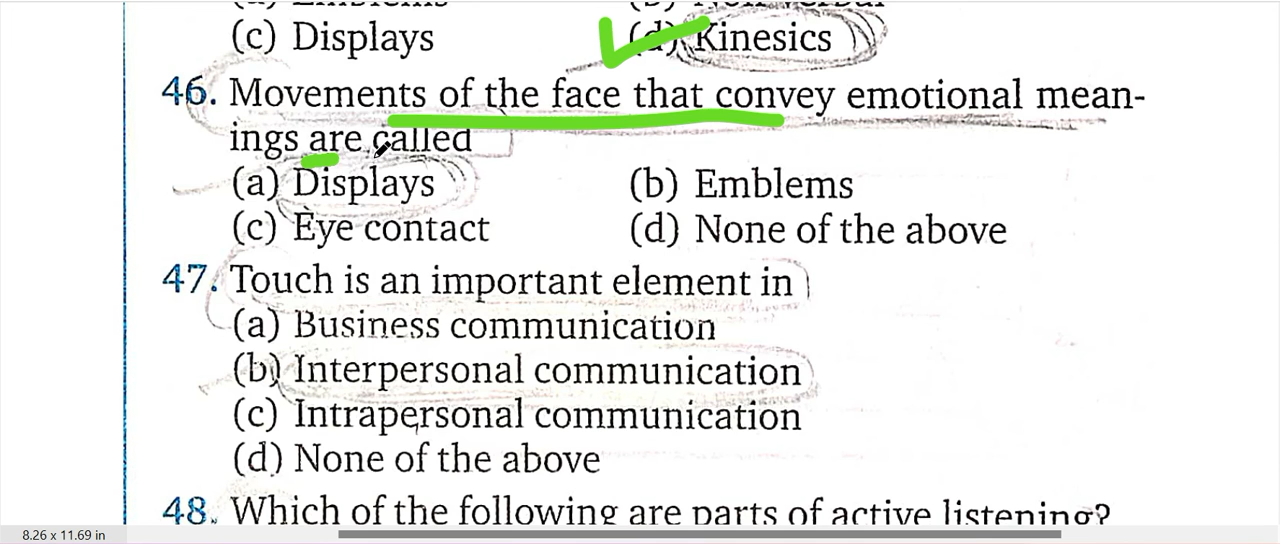 (c) Displays (d) Kinesics
46. Movements of the face that convey emotional mean-
ings are called
(a) Displays (b) Emblems
(c) Eye contact (d) None of the above
47. Touch is an important element in
(a) Business communication
(b) Interpersonal communication
(c) Intrapersonal communication
(d) None of the above
48. Which of the following are parts of active listening?
8.26 x 11.69 in